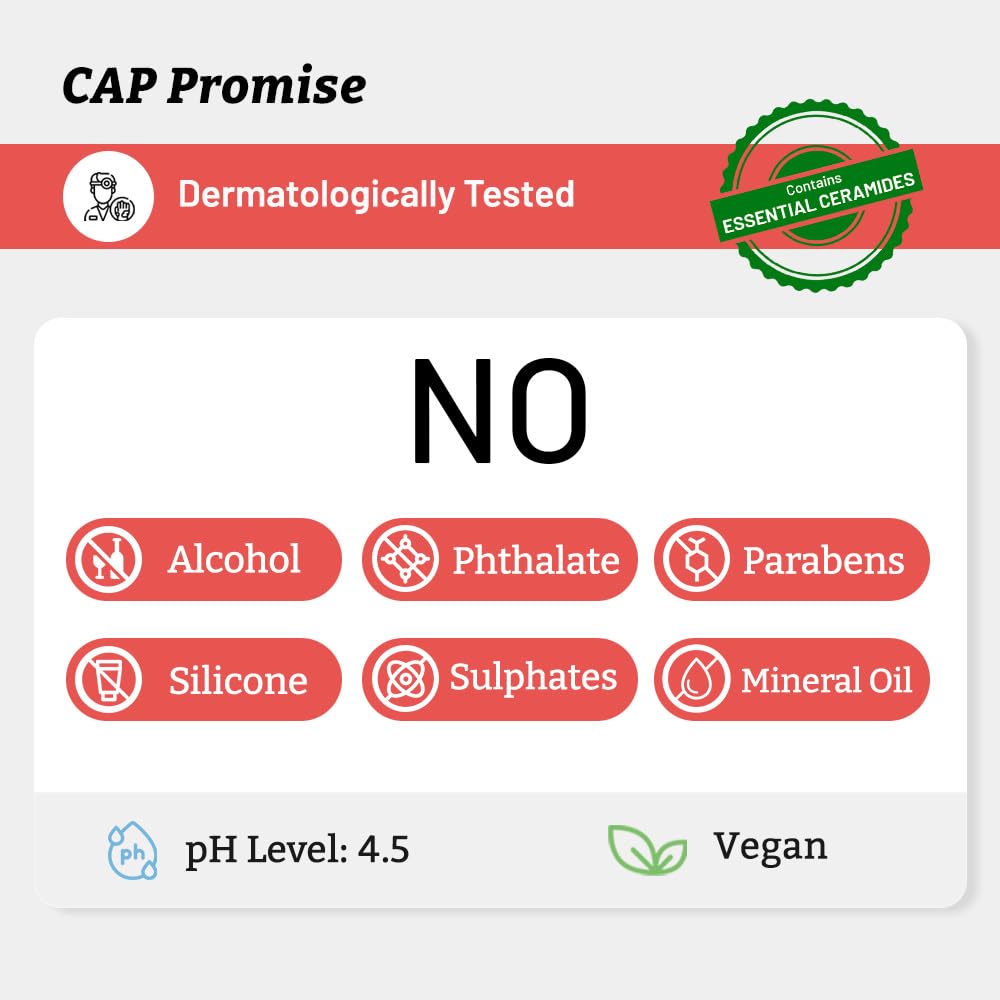 CAP Promise
Dermatologically Tested
Contains
ESSENTIAL CERAMIDES
NO
Alcohol
Phthalate
Parabens
Silicone
Sulphates
Mineral Oil
ph
pH Level: 4.5
Vegan